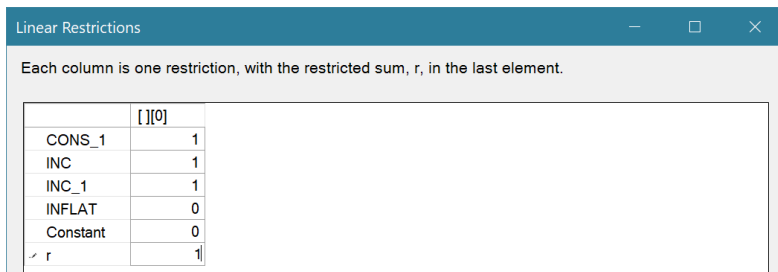 Linear Restrictions
Each column is one restriction, with the restricted sum, r, in the last element.
[ ][0]
CONS_1 1
INC 1
INC_1 1
INFLAT 0
Constant 0
r 1